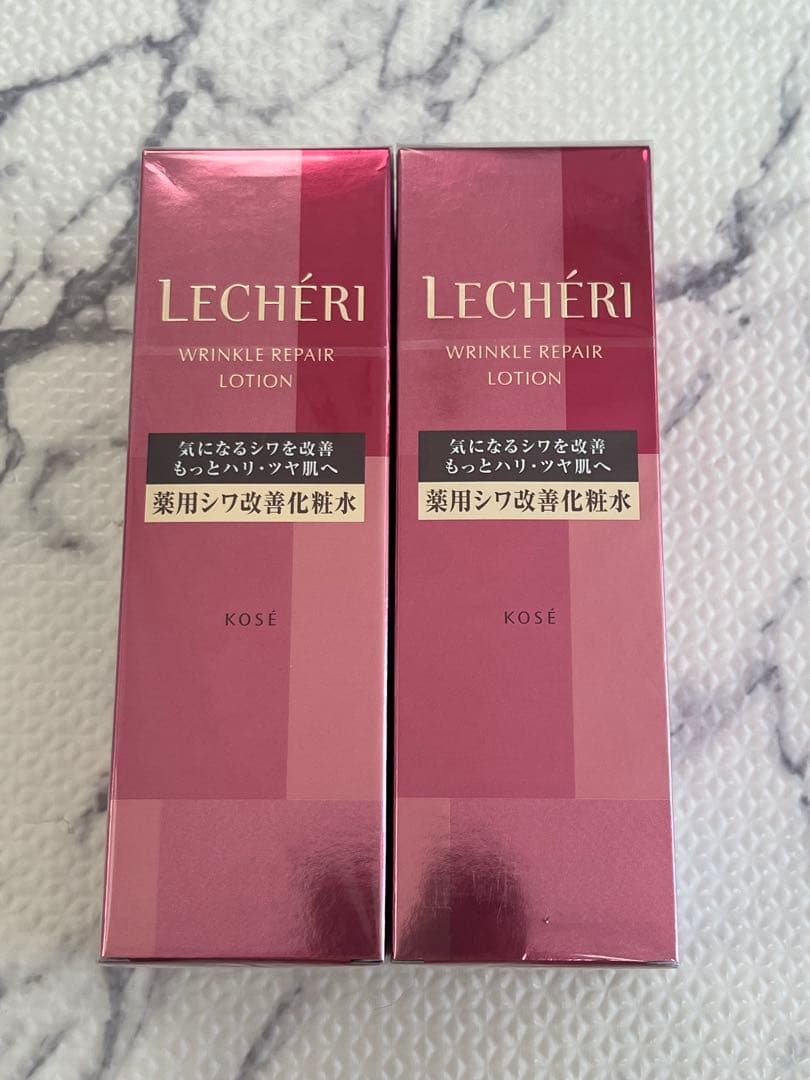 LECHÉRI
WRINKLE REPAIR
LOTION
気になるシワを改善
もっとハリ・ツヤ肌へ
薬用シワ改善化粧水
KOSÉ
LECHÉRI
WRINKLE REPAIR
LOTION
気になるシワを改善
もっとハリ・ツヤ肌へ
薬用シワ改善化粧水
KOSÉ